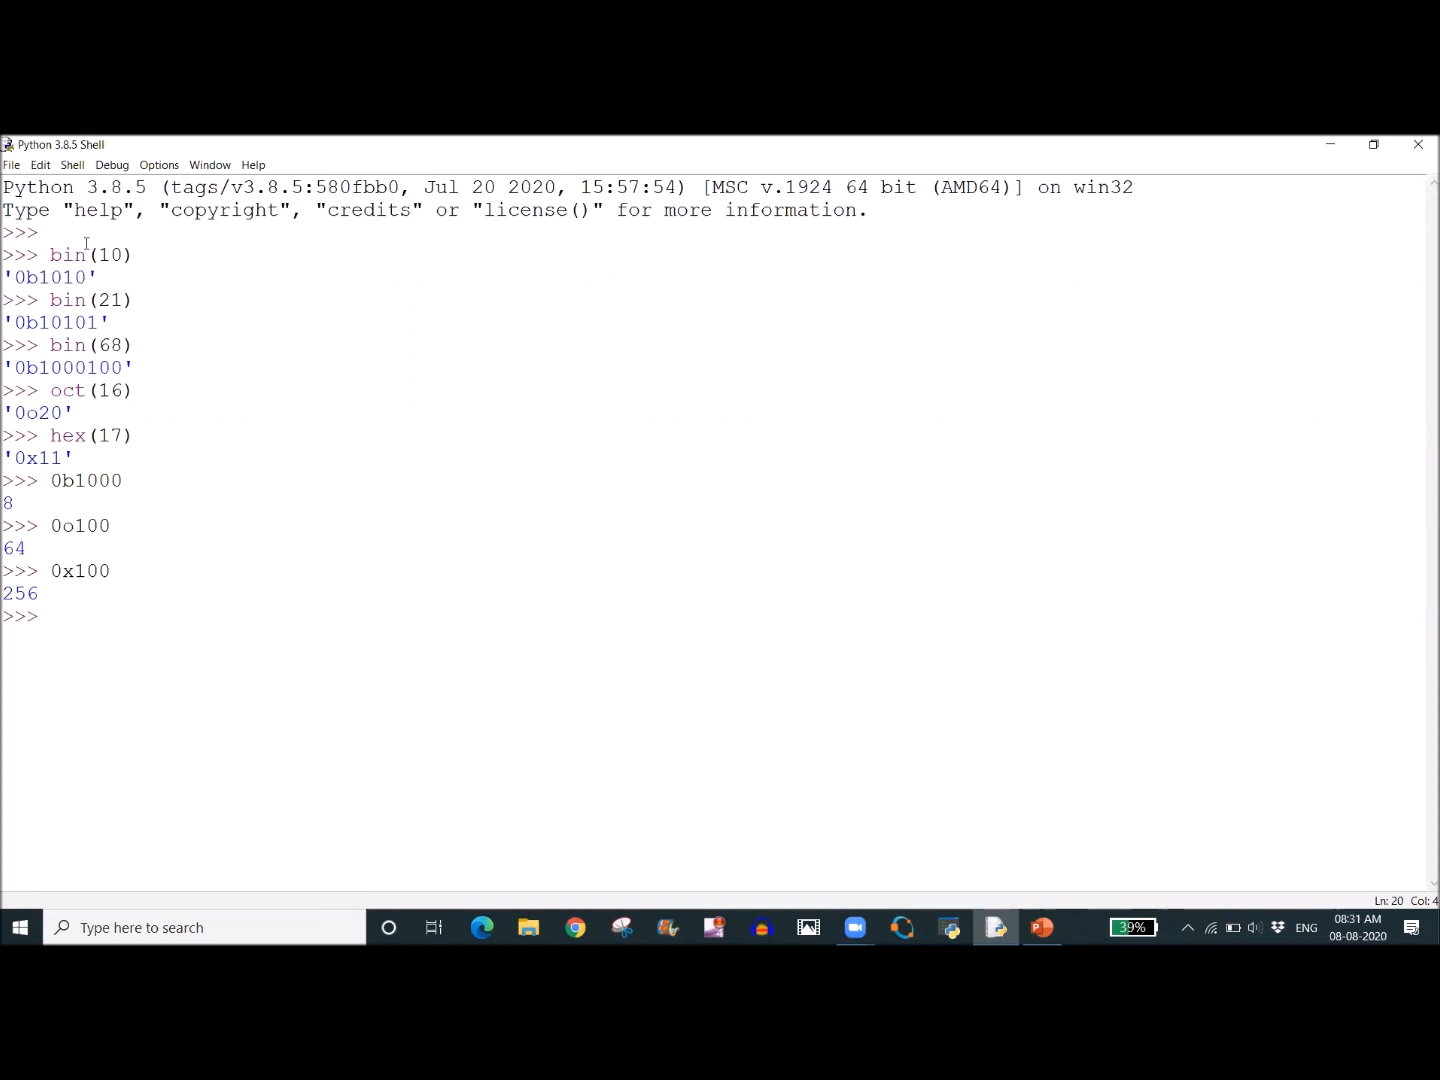 Python 3.8.5 Shell
File Edit Shell Debug Options Window Help
Python 3.8.5 (tags/v3.8.5:580fbb0, Jul 20 2020, 15:57:54) [MSC v.1924 64 bit (AMD64)] on win32
Type "help", "copyright", "credits" or "license()" for more information.
>>>
>>> bin(10)
'0b1010'
>>> bin(21)
'0b10101'
>>> bin(68)
'0b1000100'
>>> oct(16)
'0o20'
>>> hex(17)
'0x11'
>>> 0b1000
8
>>> 0o100
64
>>> 0x100
256
>>>
Ln: 20 Col: 4
Type here to search
39%
ENG
08:31 AM
08-08-2020